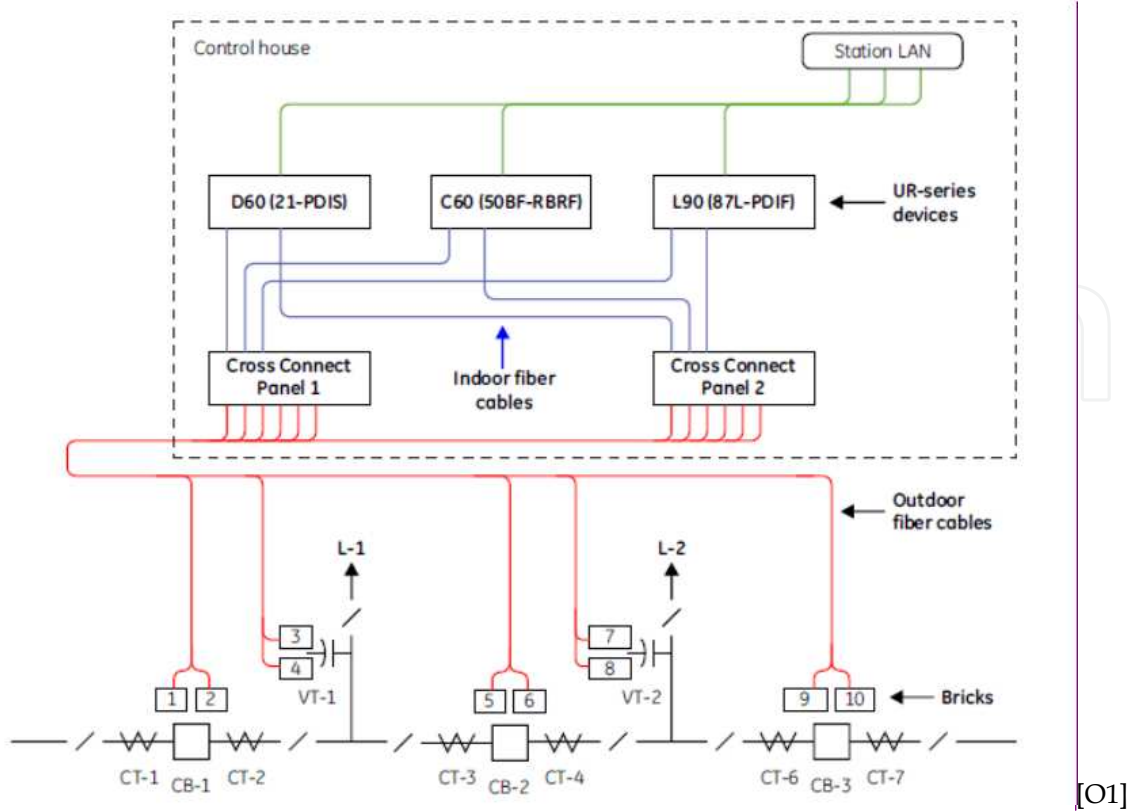 Control house
Station LAN
D60 (21-PDIS)
C60 (50BF-RBRF)
L90 (87L-PDIF)
UR-series
devices
Cross Connect
Panel 1
Indoor fiber
cables
Cross Connect
Panel 2
Outdoor
fiber cables
L-1
L-2
3
4
VT-1
7
8
VT-2
1
2
5
6
9
10
Bricks
CT-1
CB-1
CT-2
CT-3
CB-2
CT-4
CT-6
CB-3
CT-7
[O1]